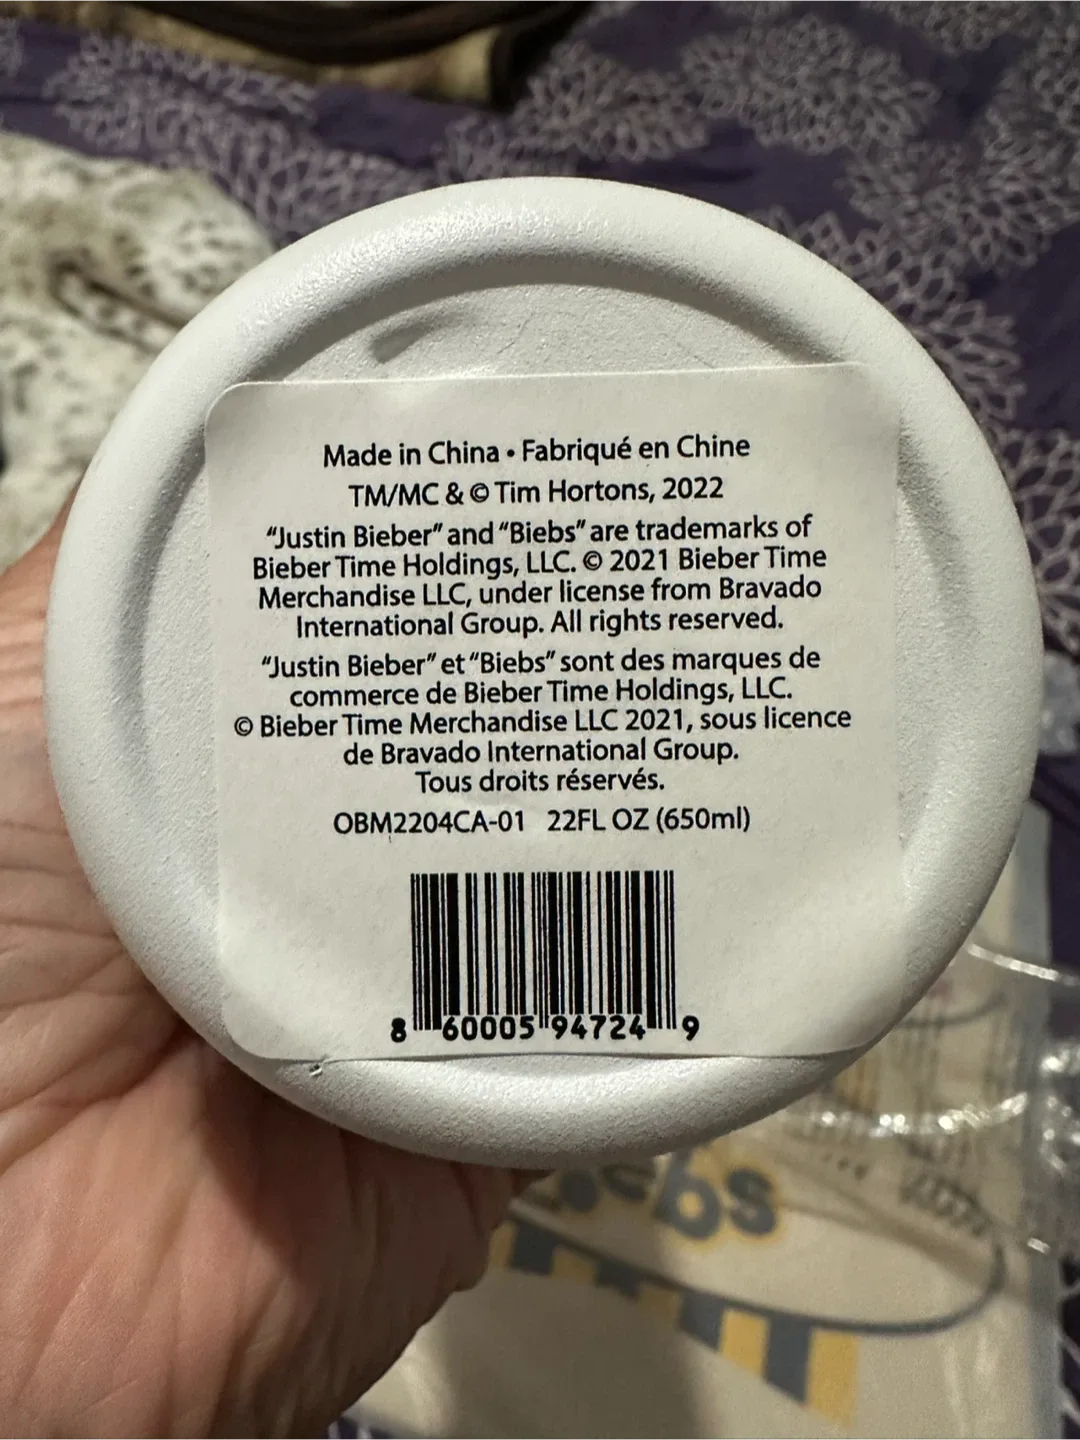 Made in China • Fabriqué en Chine
TM/MC & © Tim Hortons, 2022
“Justin Bieber” and “Biebs” are trademarks of
Bieber Time Holdings, LLC. © 2021 Bieber Time
Merchandise LLC, under license from Bravado
International Group. All rights reserved.
“Justin Bieber” et “Biebs” sont des marques de
commerce de Bieber Time Holdings, LLC.
© Bieber Time Merchandise LLC 2021, sous licence
de Bravado International Group.
Tous droits réservés.
OBM2204CA-01 22FL OZ (650ml)
8 60005 94724 9